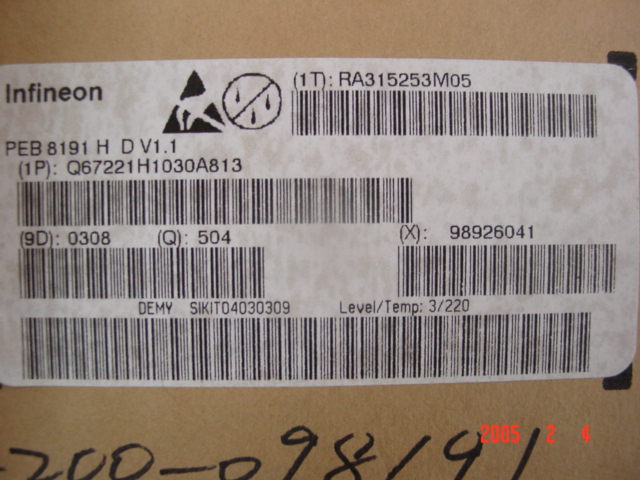 Infineon
(1T): RA315253M05
PEB 8191 H D V1.1
(1P): Q67221H1030A813
(9D): 0308 (Q): 504 (X): 98926041
DEMY SIKIT04030309 Level/Temp: 3/220
2005 2 4
-200-098191